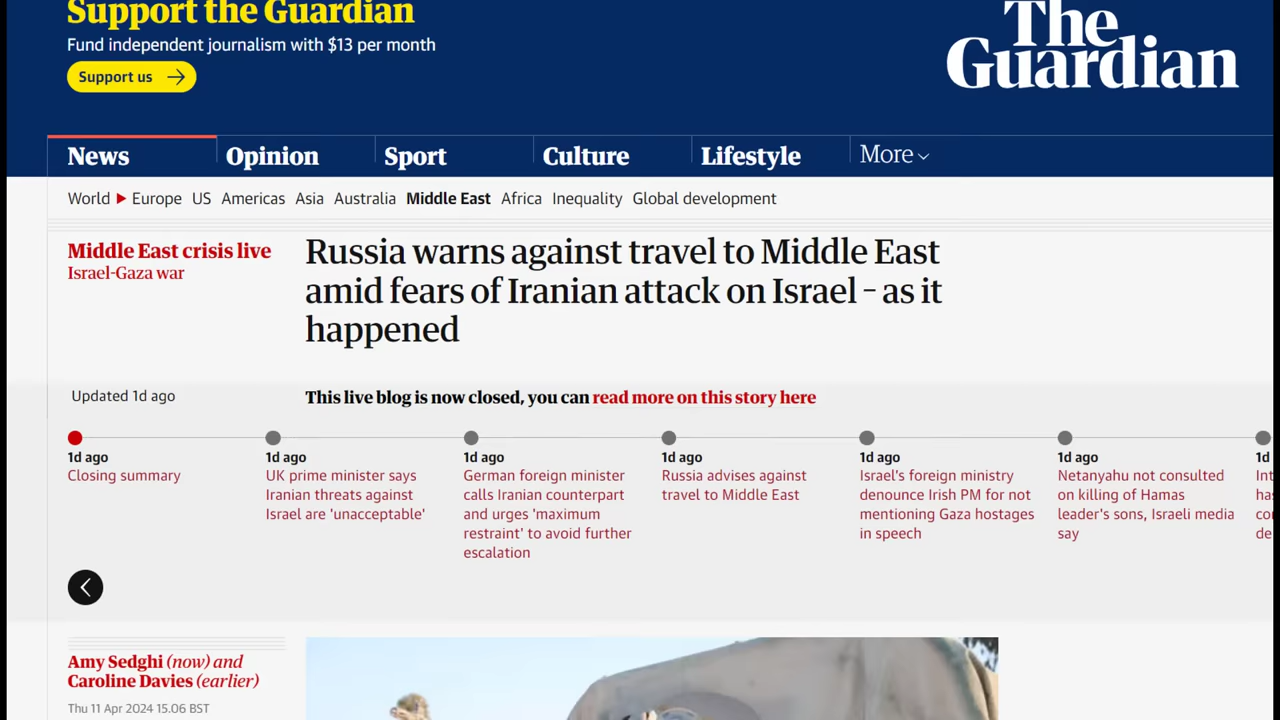 Support the Guardian
Fund independent journalism with $13 per month
Support us
The
Guardian
News
Opinion
Sport
Culture
Lifestyle
More
World
Europe
US
Americas
Asia
Australia
Middle East
Africa
Inequality
Global development
Middle East crisis live
Israel-Gaza war
Russia warns against travel to Middle East
amid fears of Iranian attack on Israel – as it
happened
Updated 1d ago
This live blog is now closed, you can read more on this story here
1d ago
Closing summary
1d ago
UK prime minister says
Iranian threats against
Israel are 'unacceptable'
1d ago
German foreign minister
calls Iranian counterpart
and urges 'maximum
restraint' to avoid further
escalation
1d ago
Russia advises against
travel to Middle East
1d ago
Israel's foreign ministry
denounce Irish PM for not
mentioning Gaza hostages
in speech
1d ago
Netanyahu not consulted
on killing of Hamas
leader's sons, Israeli media
say
1d
Amy Sedghi (now) and
Caroline Davies (earlier)
Thu 11 Apr 2024 15.06 BST